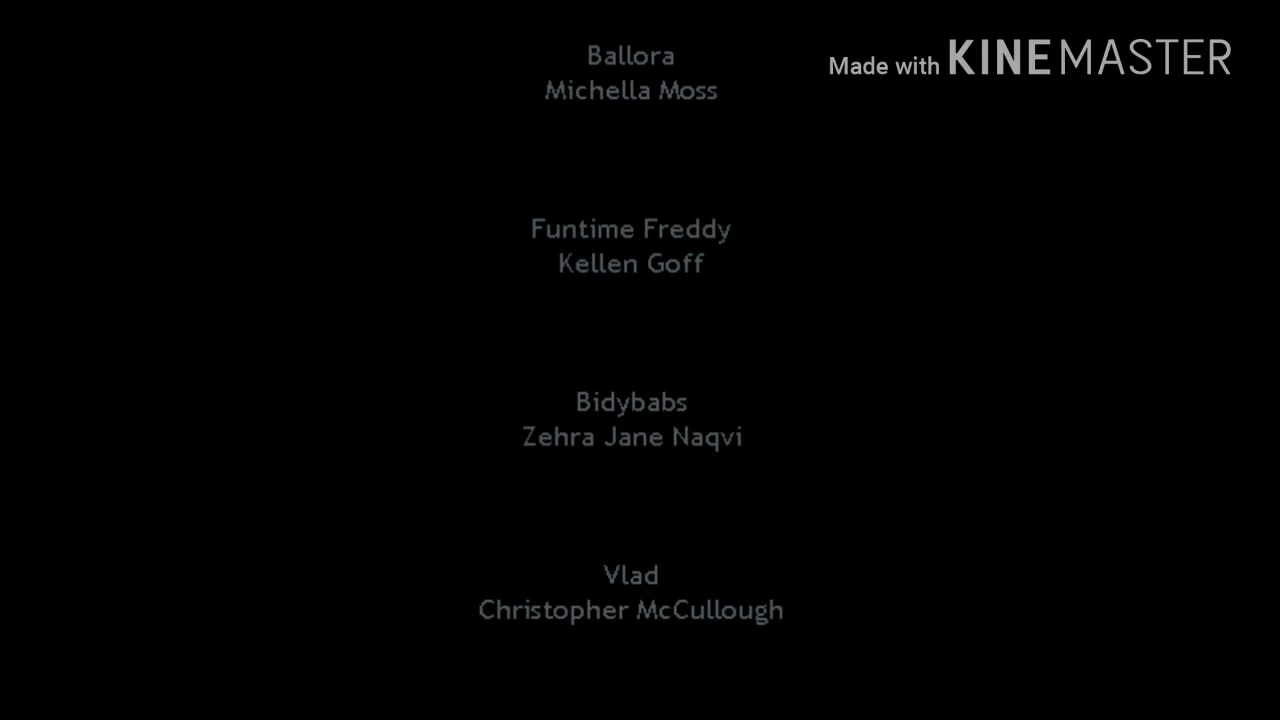 Ballora
Michella Moss
Made with KINEMASTER
Funtime Freddy
Kellen Goff
Bidybabs
Zehra Jane Naqvi
Vlad
Christopher McCullough